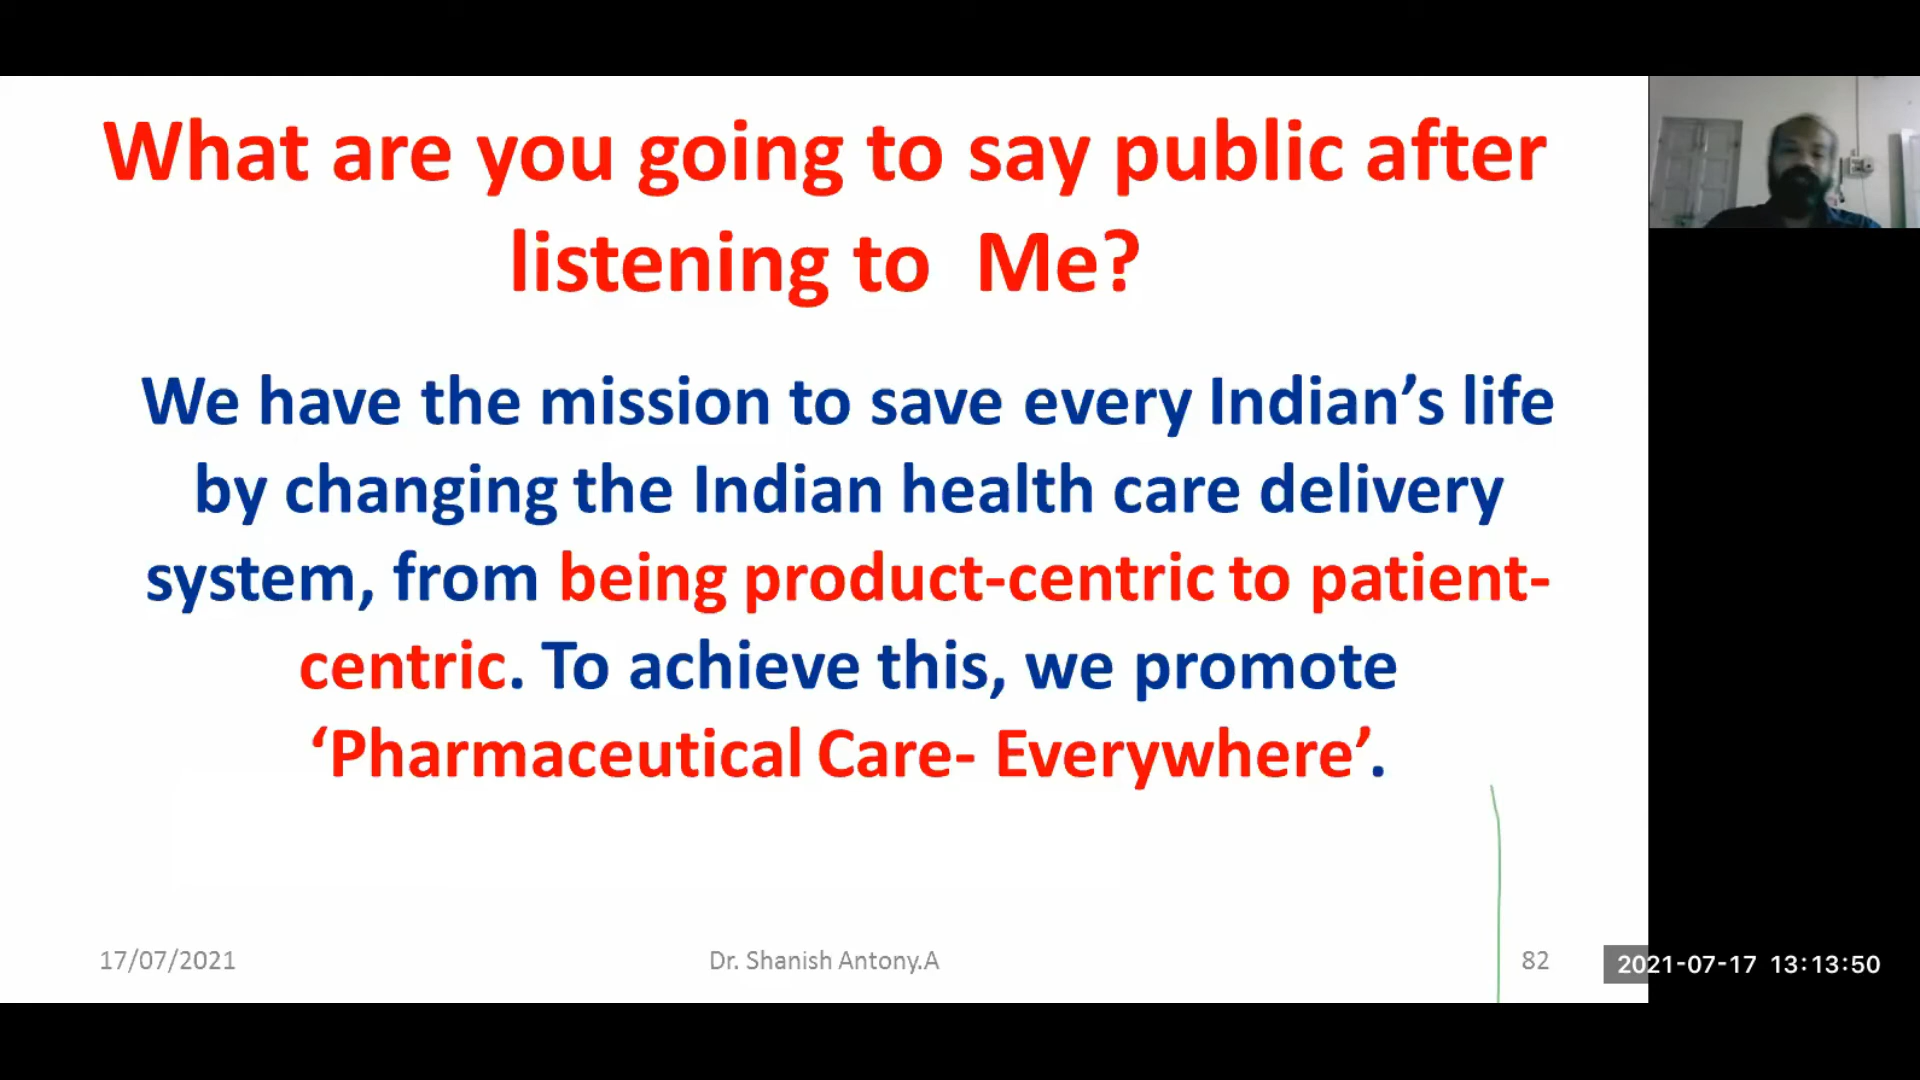 What are you going to say public after
listening to  Me?
We have the mission to save every Indian’s life
by changing the Indian health care delivery
system, from being product-centric to patient-
centric. To achieve this, we promote
‘Pharmaceutical Care- Everywhere’.
17/07/2021
Dr. Shanish Antony.A
82
2021-07-17  13:13:50